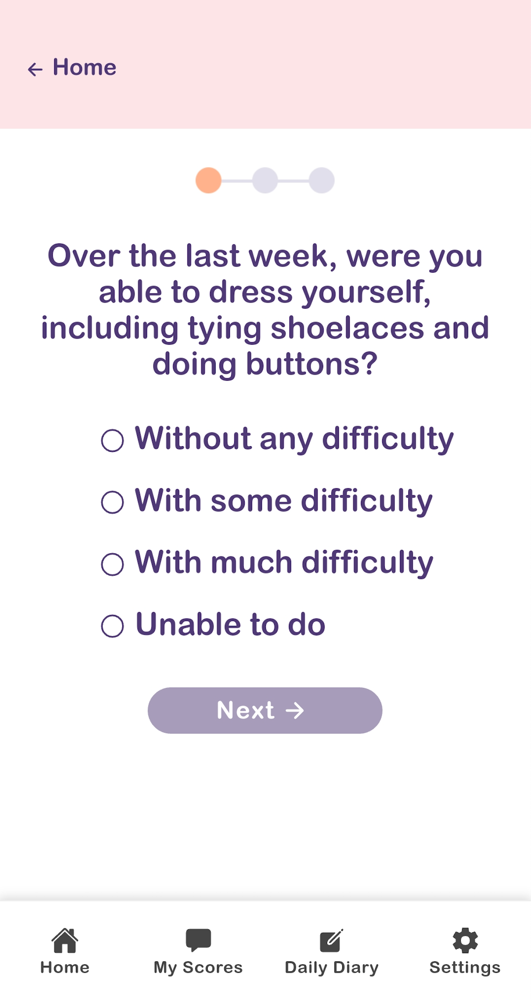 ← Home
Over the last week, were you
able to dress yourself,
including tying shoelaces and
doing buttons?
Without any difficulty
With some difficulty
With much difficulty
Unable to do
Next →
Home
My Scores
Daily Diary
Settings